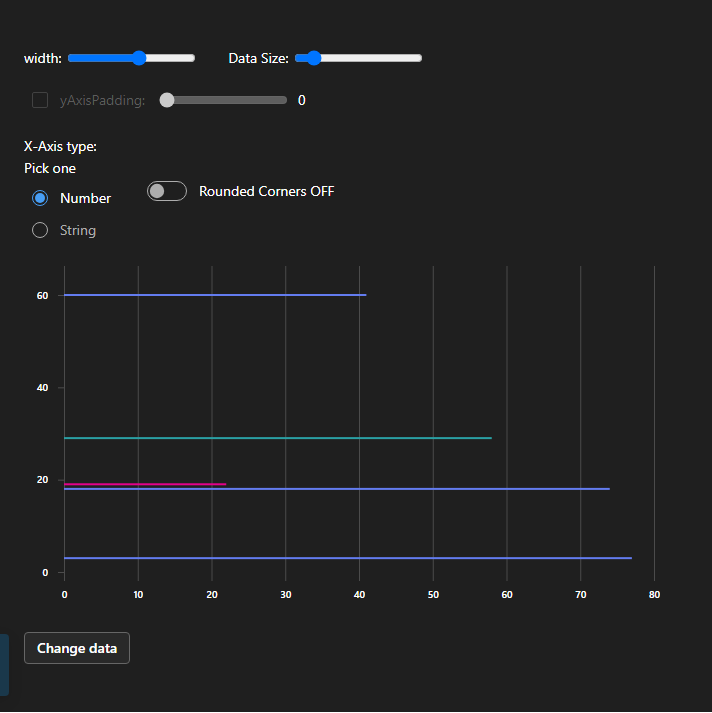 width: Data Size:
yAxisPadding: 0
X-Axis type:
Pick one
Number
Rounded Corners OFF
String
60
40
20
0
0 10 20 30 40 50 60 70 80
Change data